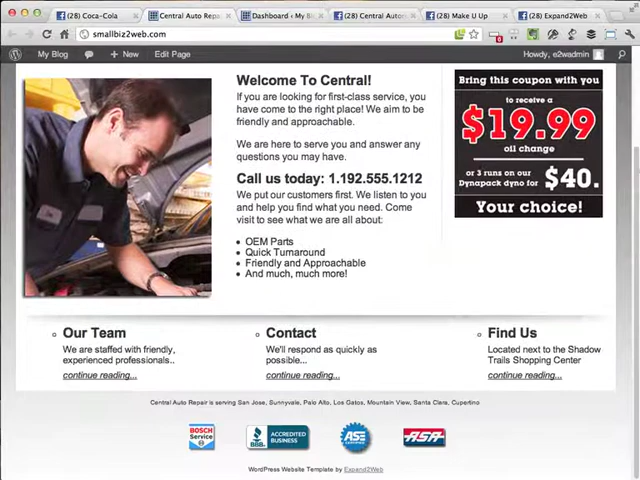 (28) Coca-Cola
Central Auto Repa
Dashboard ‹ My B
(28) Central Autom
(28) Make U Up
(28) Expand2Web
smallbiz2web.com
My Blog
+ New
Edit Page
Howdy, e2wadmin
Welcome To Central!
If you are looking for first-class service, you
have come to the right place! We aim to be
friendly and approachable.
We are here to serve you and answer any
questions you may have.
Call us today: 1.192.555.1212
We put our customers first. We listen to you
and help you find what you need. Come
visit to see what we are all about:
OEM Parts
Quick Turnaround
Friendly and Approachable
And much, much more!
Bring this coupon with you
to receive a
$19.99
oil change
or 3 runs on our
Dynapack dyno for $40.
Your choice!
Our Team
We are staffed with friendly,
experienced professionals..
continue reading...
Contact
We'll respond as quickly as
possible...
continue reading...
Find Us
Located next to the Shadow
Trails Shopping Center
continue reading...
Central Auto Repair is serving San Jose, Sunnyvale, Palo Alto, Los Gatos, Mountain View, Santa Clara, Cupertino
BOSCH
Service
BBB
ACCREDITED
BUSINESS
ASE
CERTIFIED
ASA
WordPress Website Template by Expand2Web